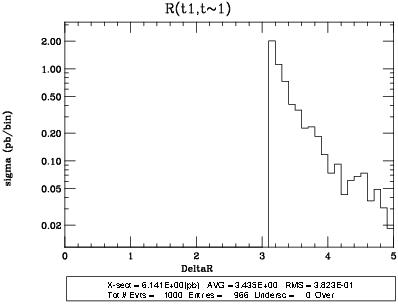 R(t1,t~1)
sigma (pb/bin)
2.00
1.00
0.50
0.20
0.10
0.05
0.02
0 1 2 3 4 5
DeltaR
X-sect = 6.141E+00(pb) AVG = 3.435E+00 RMS = 3.823E-01
Tot # Evts = 1000 Entries = 966 Undersc = 0 Over